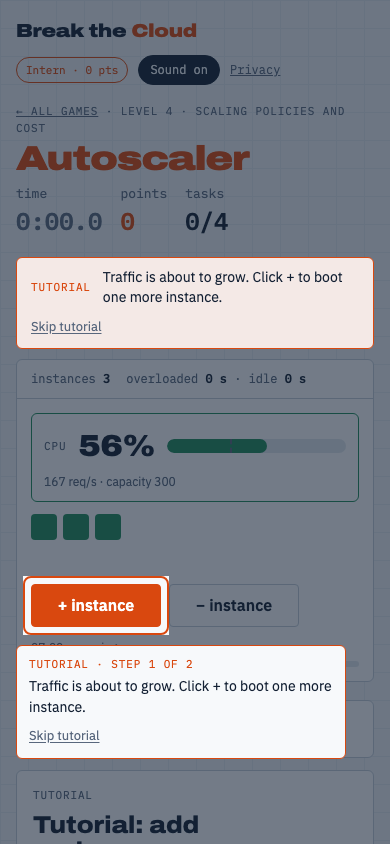 Break the Cloud
Intern · 0 pts
Sound on
Privacy
← ALL GAMES · LEVEL 4 · SCALING POLICIES AND
COST
Autoscaler
time points tasks
0:00.0 0 0/4
TUTORIAL
Traffic is about to grow. Click + to boot
one more instance.
Skip tutorial
instances 3 overloaded 0 s · idle 0 s
CPU 56%
167 req/s · capacity 300
+ instance
− instance
TUTORIAL · STEP 1 OF 2
Traffic is about to grow. Click + to boot one more
instance.
Skip tutorial
TUTORIAL
Tutorial: add